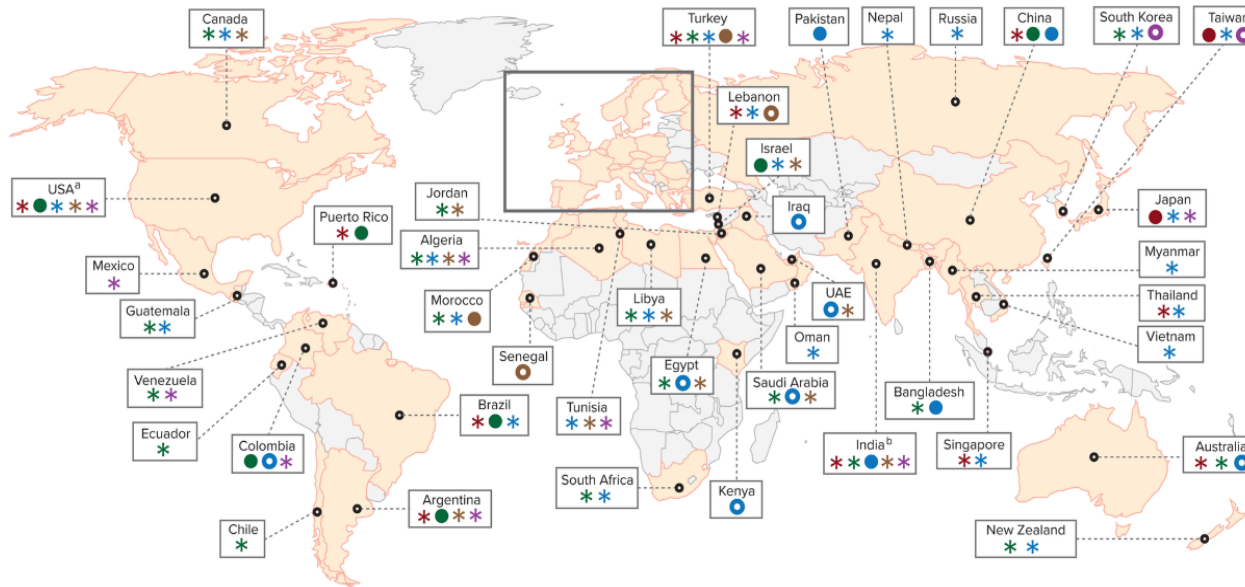 Canada
Turkey
Pakistan
Nepal
Russia
China
South Korea
Taiwan
Lebanon
Israel
USAᵃ
Jordan
Puerto Rico
Iraq
Japan
Algeria
Mexico
Myanmar
Guatemala
Morocco
Libya
UAE
Thailand
Senegal
Oman
Vietnam
Venezuela
Egypt
Saudi Arabia
Bangladesh
Brazil
Tunisia
Ecuador
Colombia
Indiaᵇ
Singapore
Australia
South Africa
Kenya
Argentina
Chile
New Zealand